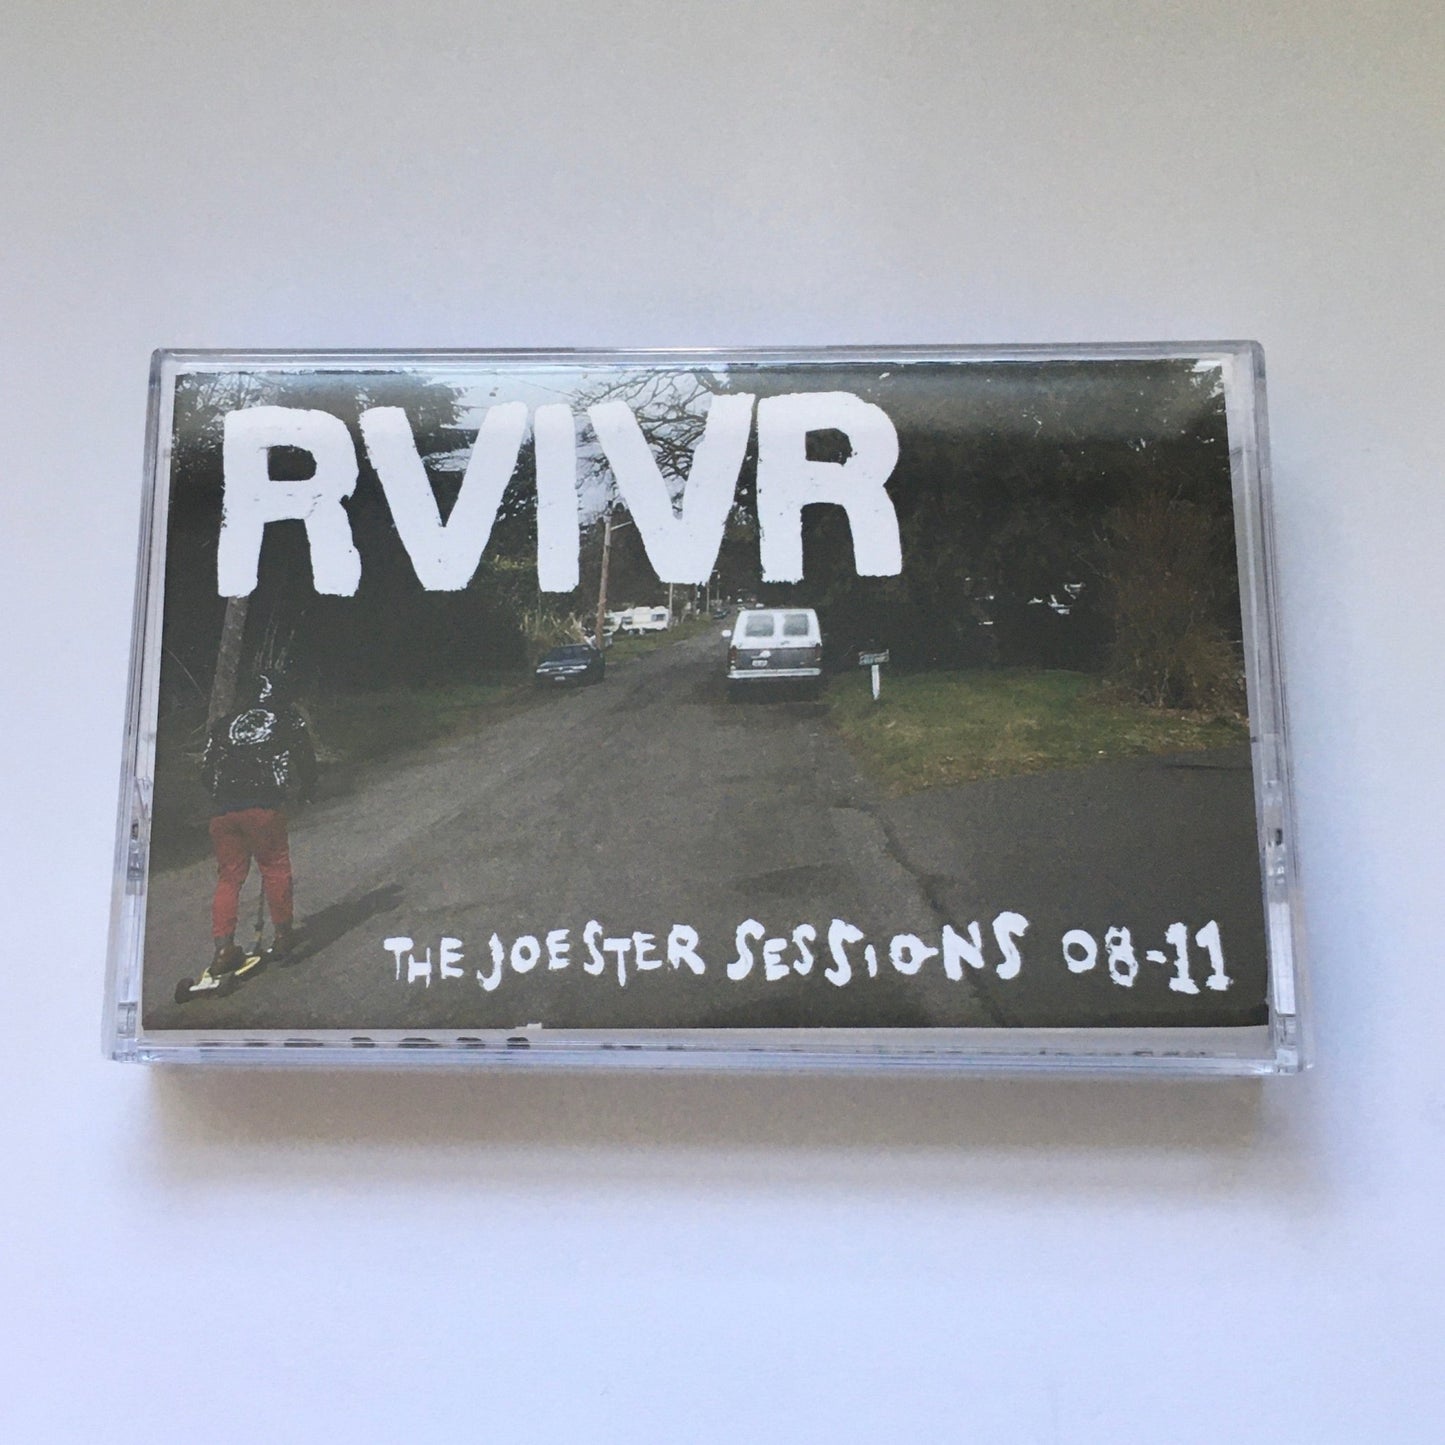 RVIVR
THE JOESTER SESSIONS 08-11